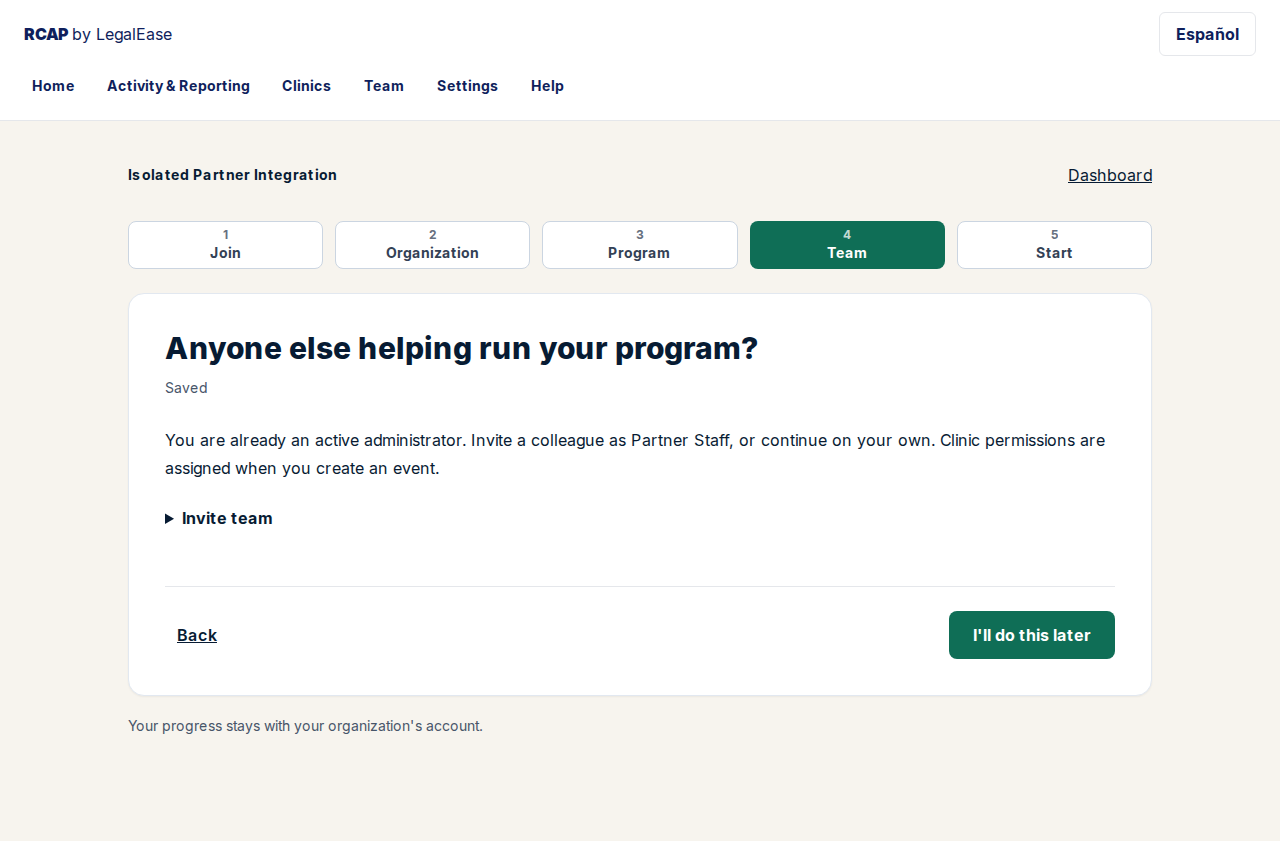 RCAP by LegalEase
Español
Home
Activity & Reporting
Clinics
Team
Settings
Help
Isolated Partner Integration
Dashboard
1
Join
2
Organization
3
Program
4
Team
5
Start
Anyone else helping run your program?
Saved
You are already an active administrator. Invite a colleague as Partner Staff, or continue on your own. Clinic permissions are
assigned when you create an event.
Invite team
Back
I'll do this later
Your progress stays with your organization's account.